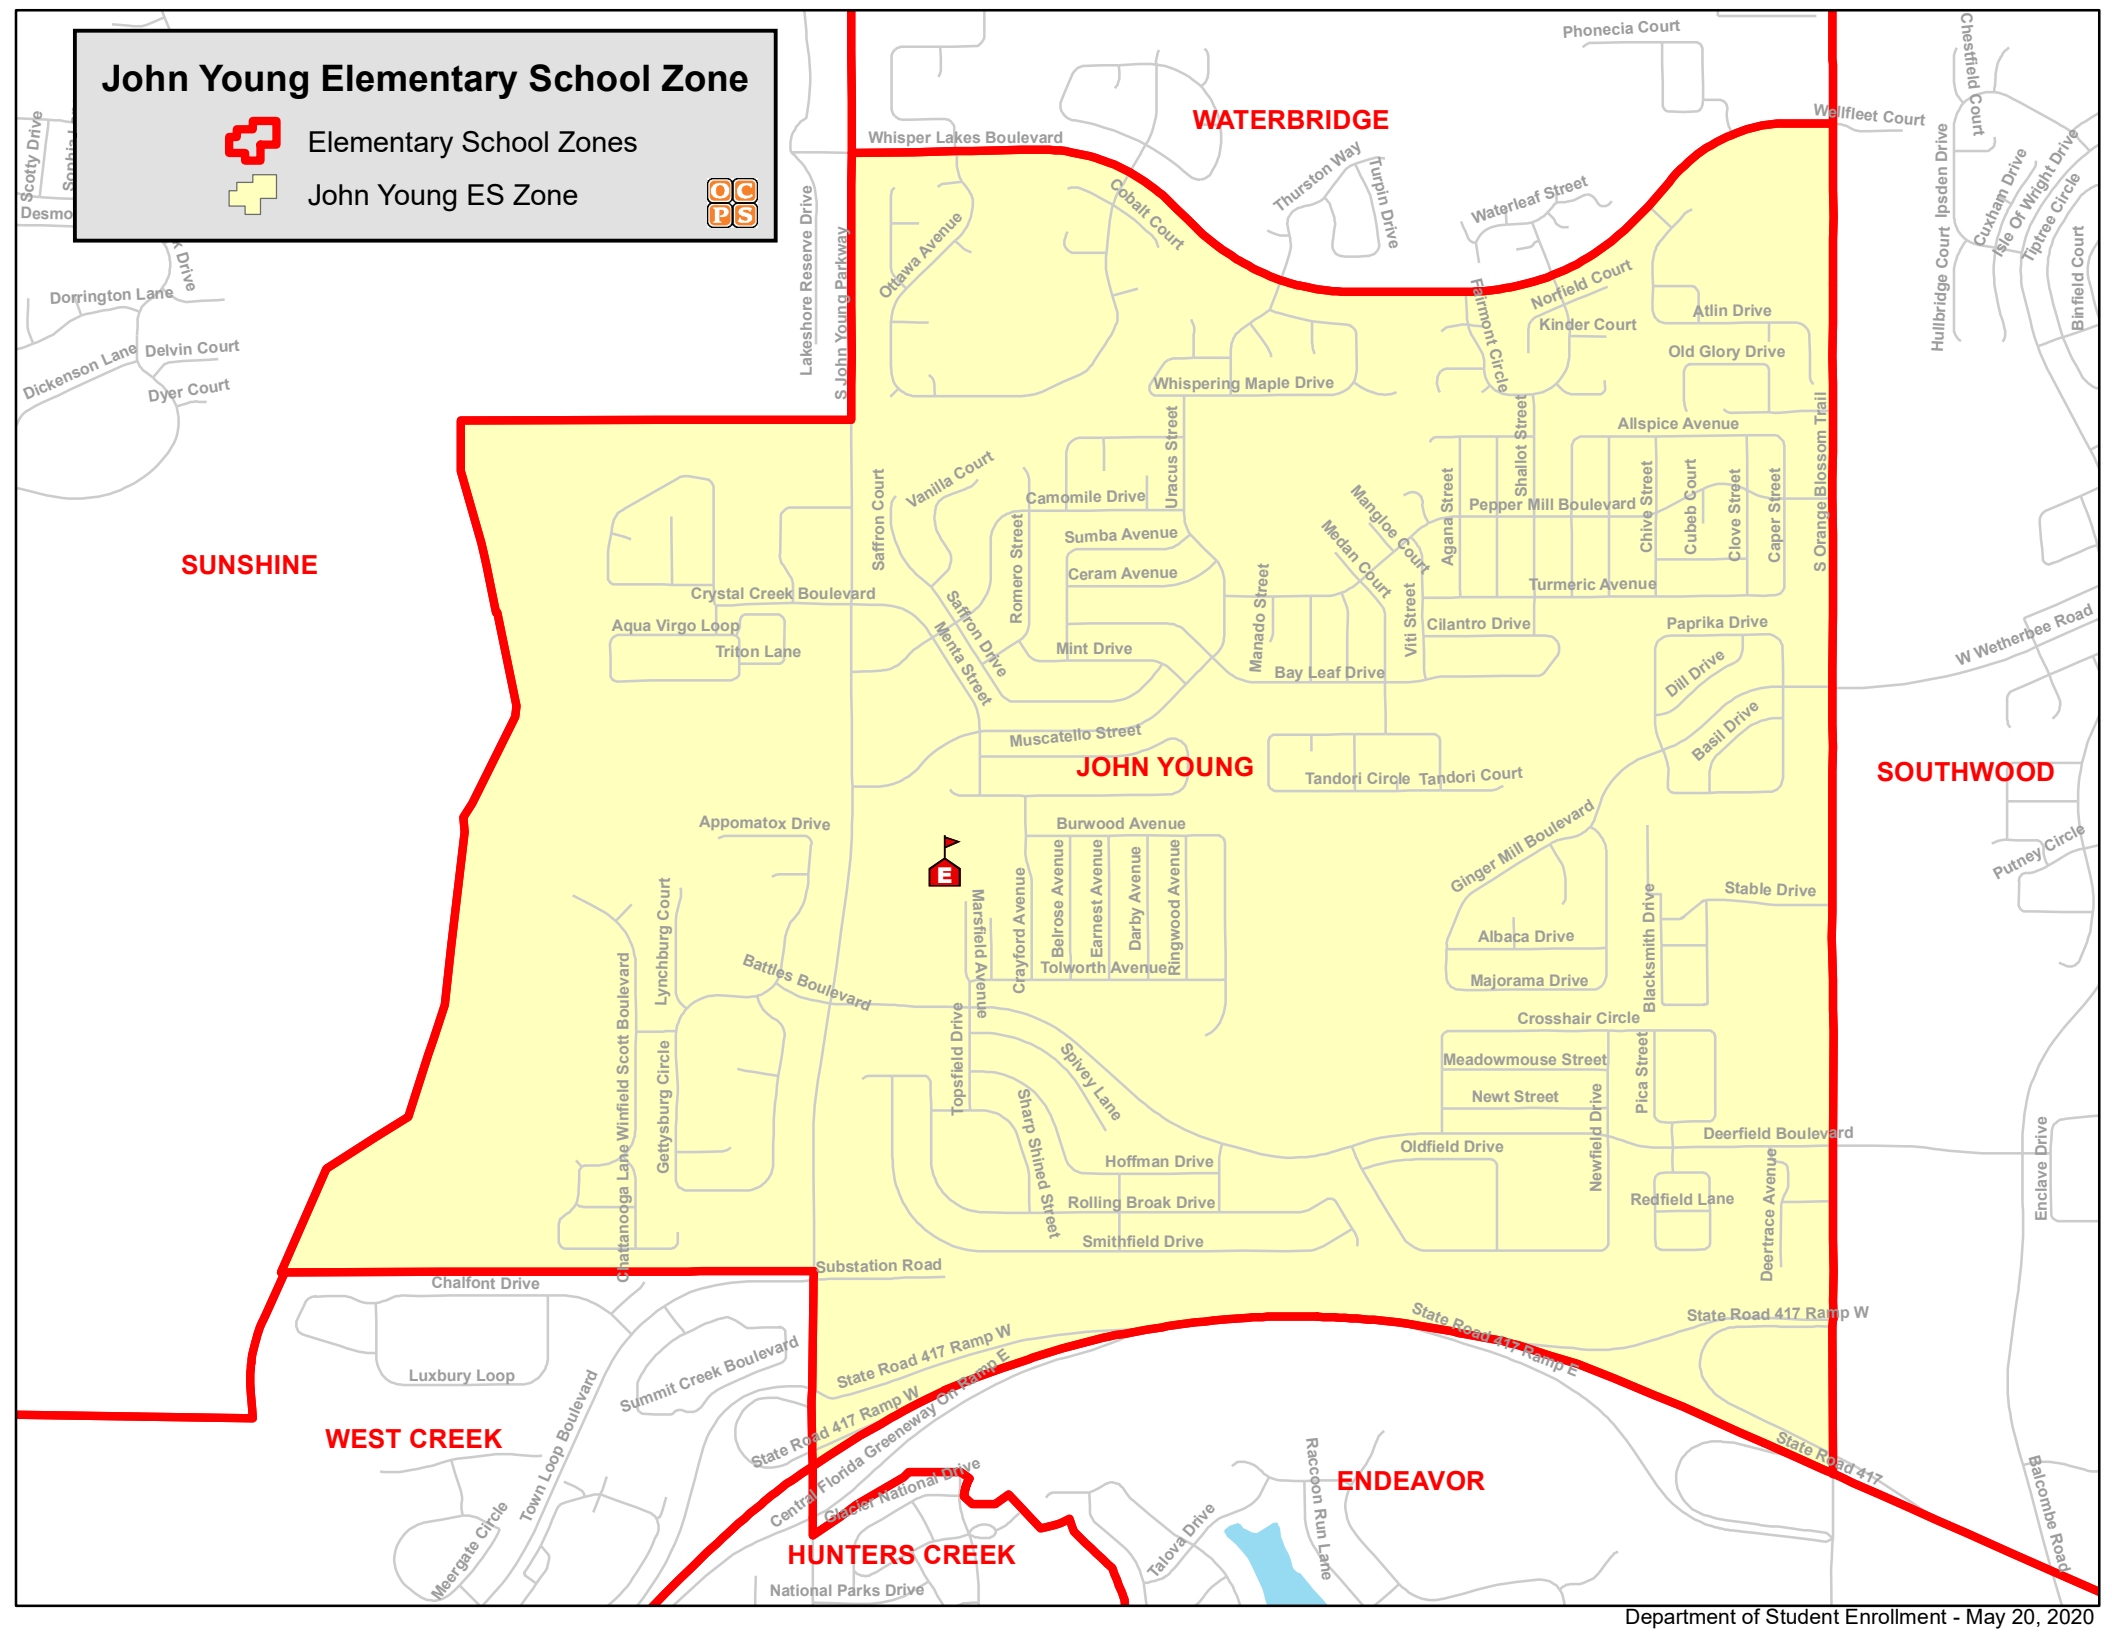 John Young Elementary School Zone
Elementary School Zones
John Young ES Zone
O C
P S
Scotty Drive
Desmo
k Drive
Dorrington Lane
Dickenson Lane
Delvin Court
Dyer Court
Lakeshore Reserve Drive
S John Young Parkway
Whisper Lakes Boulevard
WATERBRIDGE
Phonecia Court
Wellfleet Court
Chestfield Court
Ipsden Drive
Hullbridge Court
Cuxham Drive
Isle Of Wright Drive
Tiptree Circle
Binfield Court
Thurston Way
Turpin Drive
Waterleaf Street
Cobalt Court
Ottawa Avenue
Norfield Court
Fairmont Circle
Kinder Court
Atlin Drive
Old Glory Drive
Whispering Maple Drive
Uracus Street
Shallot Street
Allspice Avenue
S Orange Blossom Trail
SUNSHINE
Saffron Court
Vanilla Court
Camomile Drive
Romero Street
Sumba Avenue
Ceram Avenue
Mangloe Court
Medan Court
Agana Street
Pepper Mill Boulevard
Chive Street
Cubeb Court
Clove Street
Caper Street
Turmeric Avenue
Crystal Creek Boulevard
Aqua Virgo Loop
Triton Lane
Saffron Drive
Menta Street
Mint Drive
Manado Street
Viti Street
Cilantro Drive
Bay Leaf Drive
Paprika Drive
Dill Drive
Basil Drive
W Wetherbee Road
Muscatello Street
JOHN YOUNG
Tandori Circle
Tandori Court
SOUTHWOOD
Putney Circle
Appomatox Drive
E
Burwood Avenue
Marsfield Avenue
Crayford Avenue
Belrose Avenue
Earnest Avenue
Darby Avenue
Ringwood Avenue
Tolworth Avenue
Ginger Mill Boulevard
Blacksmith Drive
Stable Drive
Albaca Drive
Majorama Drive
Lynchburg Court
Battles Boulevard
Chattanooga Lane
Winfield Scott Boulevard
Gettysburg Circle
Topsfield Drive
Spivey Lane
Sharp Shined Street
Crosshair Circle
Meadowmouse Street
Newt Street
Pica Street
Newfield Drive
Oldfield Drive
Deerfield Boulevard
Hoffman Drive
Rolling Broak Drive
Smithfield Drive
Redfield Lane
Deertrace Avenue
Enclave Drive
Substation Road
Chalfont Drive
Luxbury Loop
Summit Creek Boulevard
Town Loop Boulevard
WEST CREEK
Meergate Circle
State Road 417 Ramp W
State Road 417 Ramp W
Central Florida Greeneway On Ramp E
Glacier National Drive
HUNTERS CREEK
National Parks Drive
State Road 417 Ramp E
State Road 417 Ramp W
State Road 417
ENDEAVOR
Talova Drive
Raccoon Run Lane
Balcombe Road
Department of Student Enrollment - May 20, 2020